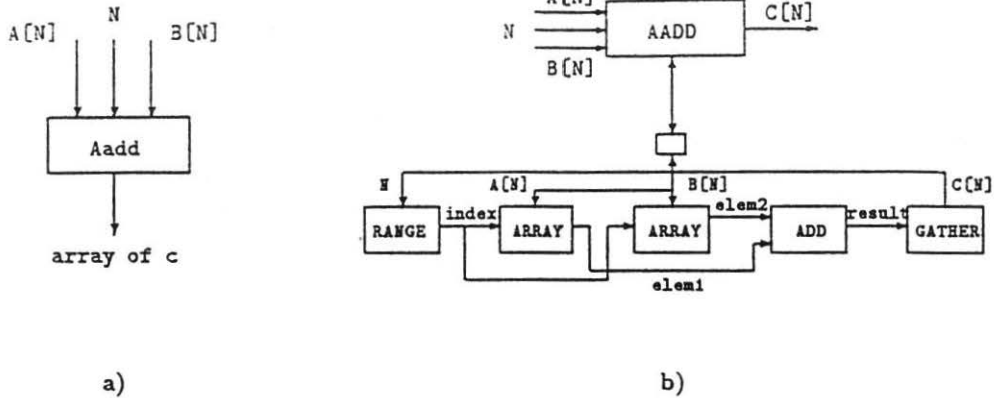 N
A[N]
B[N]
Aadd
array of c
a)
A[N]
N
B[N]
AADD
C[N]
N
A[N]
B[N]
C[N]
index
elem2
result
RANGE
ARRAY
ARRAY
ADD
GATHER
elem1
b)